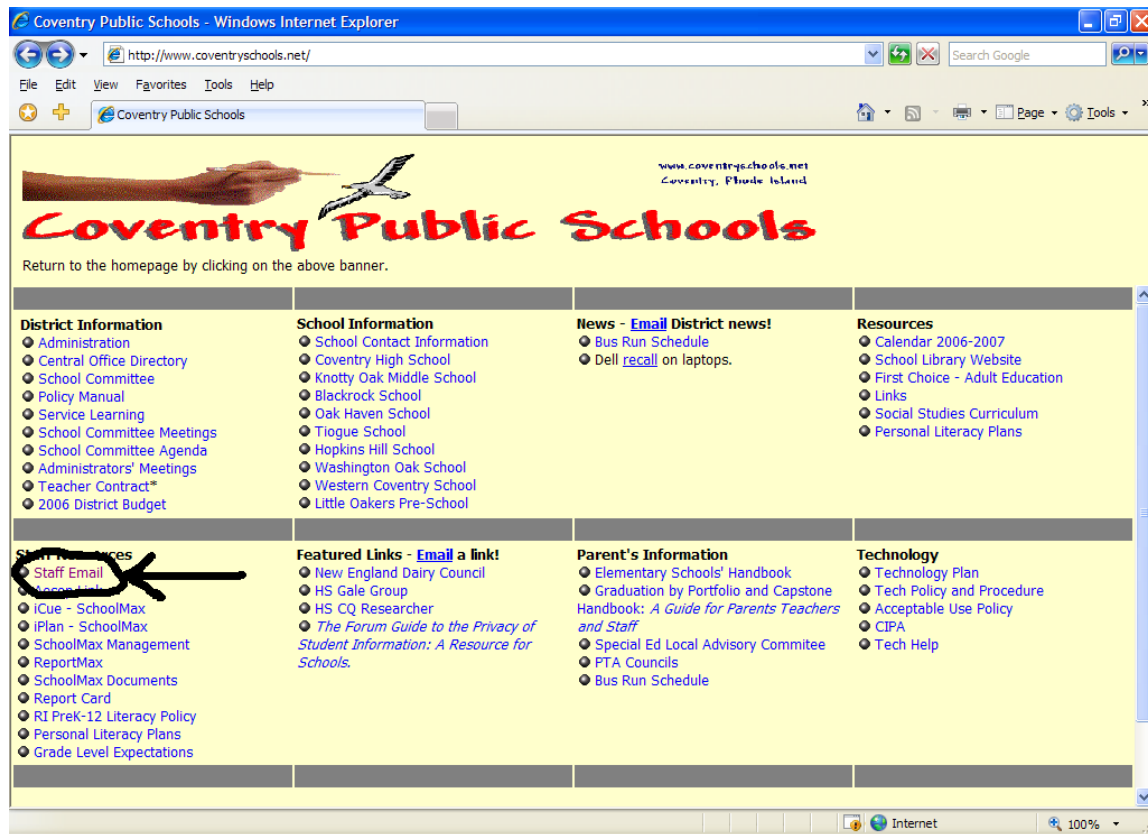 Coventry Public Schools - Windows Internet Explorer
http://www.coventryschools.net/
Search Google
File Edit View Favorites Tools Help
Coventry Public Schools
Page Tools
www.coventryschools.net
Coventry, Rhode Island
Coventry Public Schools
Return to the homepage by clicking on the above banner.
District Information
Administration
Central Office Directory
School Committee
Policy Manual
Service Learning
School Committee Meetings
School Committee Agenda
Administrators' Meetings
Teacher Contract*
2006 District Budget
School Information
School Contact Information
Coventry High School
Knotty Oak Middle School
Blackrock School
Oak Haven School
Tiogue School
Hopkins Hill School
Washington Oak School
Western Coventry School
Little Oakers Pre-School
News - Email District news!
Bus Run Schedule
Dell recall on laptops.
Resources
Calendar 2006-2007
School Library Website
First Choice - Adult Education
Links
Social Studies Curriculum
Personal Literacy Plans
Staff Resources
Staff Email
iCue - SchoolMax
iPlan - SchoolMax
SchoolMax Management
ReportMax
SchoolMax Documents
Report Card
RI PreK-12 Literacy Policy
Personal Literacy Plans
Grade Level Expectations
Featured Links - Email a link!
New England Dairy Council
HS Gale Group
HS CQ Researcher
The Forum Guide to the Privacy of
Student Information: A Resource for
Schools.
Parent's Information
Elementary Schools' Handbook
Graduation by Portfolio and Capstone
Handbook: A Guide for Parents Teachers
and Staff
Special Ed Local Advisory Commitee
PTA Councils
Bus Run Schedule
Technology
Technology Plan
Tech Policy and Procedure
Acceptable Use Policy
CIPA
Tech Help
Internet
100%